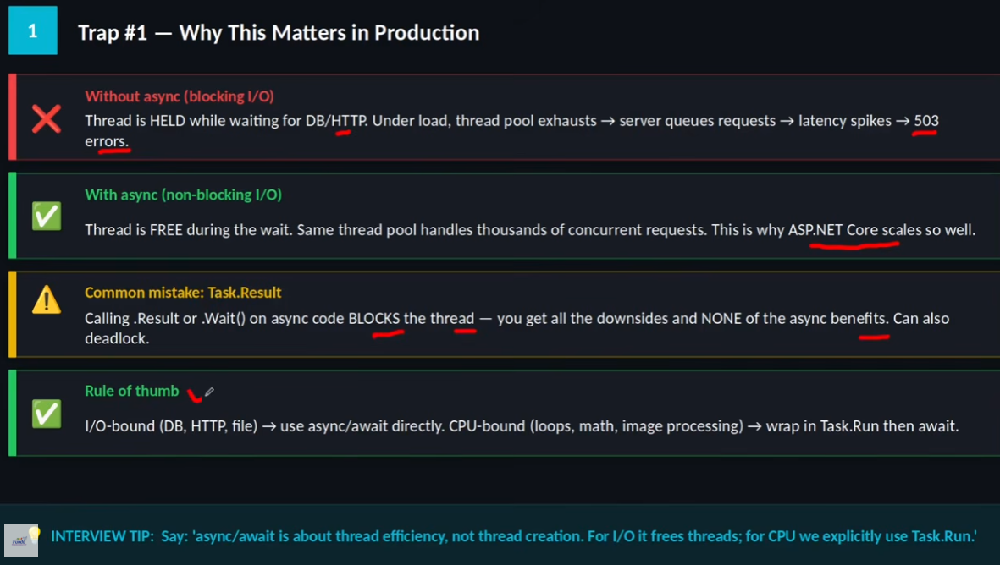 1
Trap #1 — Why This Matters in Production
Without async (blocking I/O)
Thread is HELD while waiting for DB/HTTP. Under load, thread pool exhausts → server queues requests → latency spikes → 503
errors.
With async (non-blocking I/O)
Thread is FREE during the wait. Same thread pool handles thousands of concurrent requests. This is why ASP.NET Core scales so well.
Common mistake: Task.Result
Calling .Result or .Wait() on async code BLOCKS the thread — you get all the downsides and NONE of the async benefits. Can also
deadlock.
Rule of thumb
I/O-bound (DB, HTTP, file) → use async/await directly. CPU-bound (loops, math, image processing) → wrap in Task.Run then await.
INTERVIEW TIP: Say: 'async/await is about thread efficiency, not thread creation. For I/O it frees threads; for CPU we explicitly use Task.Run.'